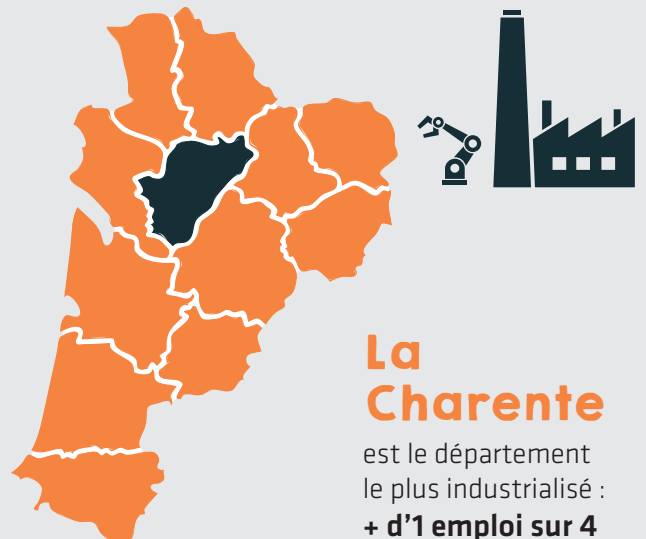 La
Charente
est le département
le plus industrialisé :
+ d'1 emploi sur 4